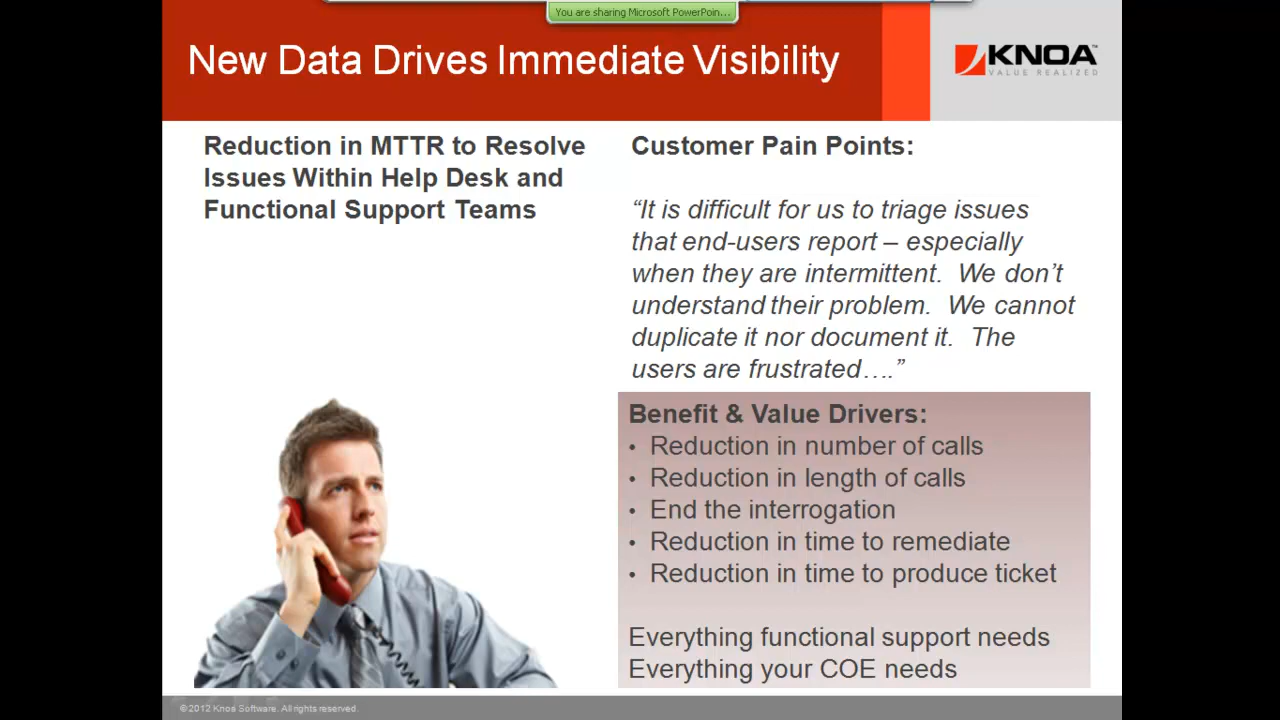 You are sharing Microsoft PowerPoin...
New Data Drives Immediate Visibility
KNOA™
VALUE REALIZED
Reduction in MTTR to Resolve
Issues Within Help Desk and
Functional Support Teams
Customer Pain Points:
“It is difficult for us to triage issues
that end-users report – especially
when they are intermittent.  We don’t
understand their problem.  We cannot
duplicate it nor document it.  The
users are frustrated….”
Benefit & Value Drivers:
• Reduction in number of calls
• Reduction in length of calls
• End the interrogation
• Reduction in time to remediate
• Reduction in time to produce ticket
Everything functional support needs
Everything your COE needs
© 2012 Knoa Software. All rights reserved.